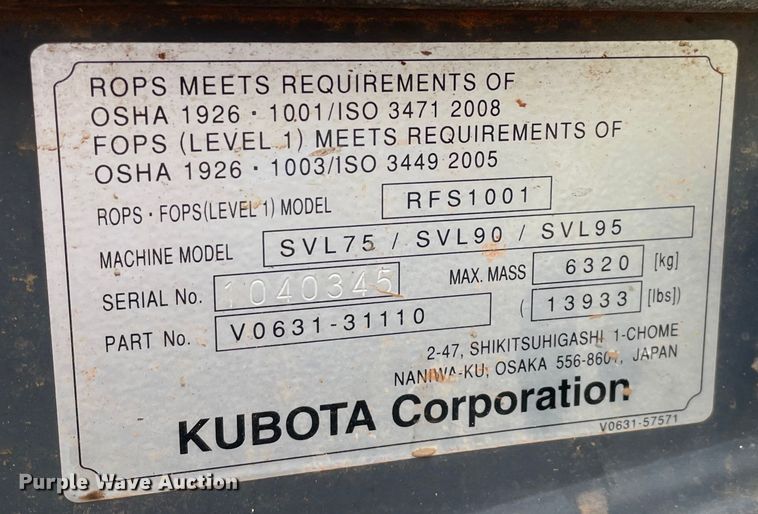 ROPS MEETS REQUIREMENTS OF
OSHA 1926・1001/ISO 3471 2008
FOPS (LEVEL 1) MEETS REQUIREMENTS OF
OSHA 1926・1003/ISO 3449 2005
ROPS・FOPS(LEVEL 1) MODEL RFS1001
MACHINE MODEL SVL75 / SVL90 / SVL95
SERIAL No. 1040345 MAX. MASS 6320 [kg]
PART No. V0631-31110 ( 13933 [lbs])
2-47, SHIKITSUHIGASHI 1-CHOME
NANIWA-KU, OSAKA 556-8601, JAPAN
KUBOTA Corporation
V0631-57571
Purple Wave Auction